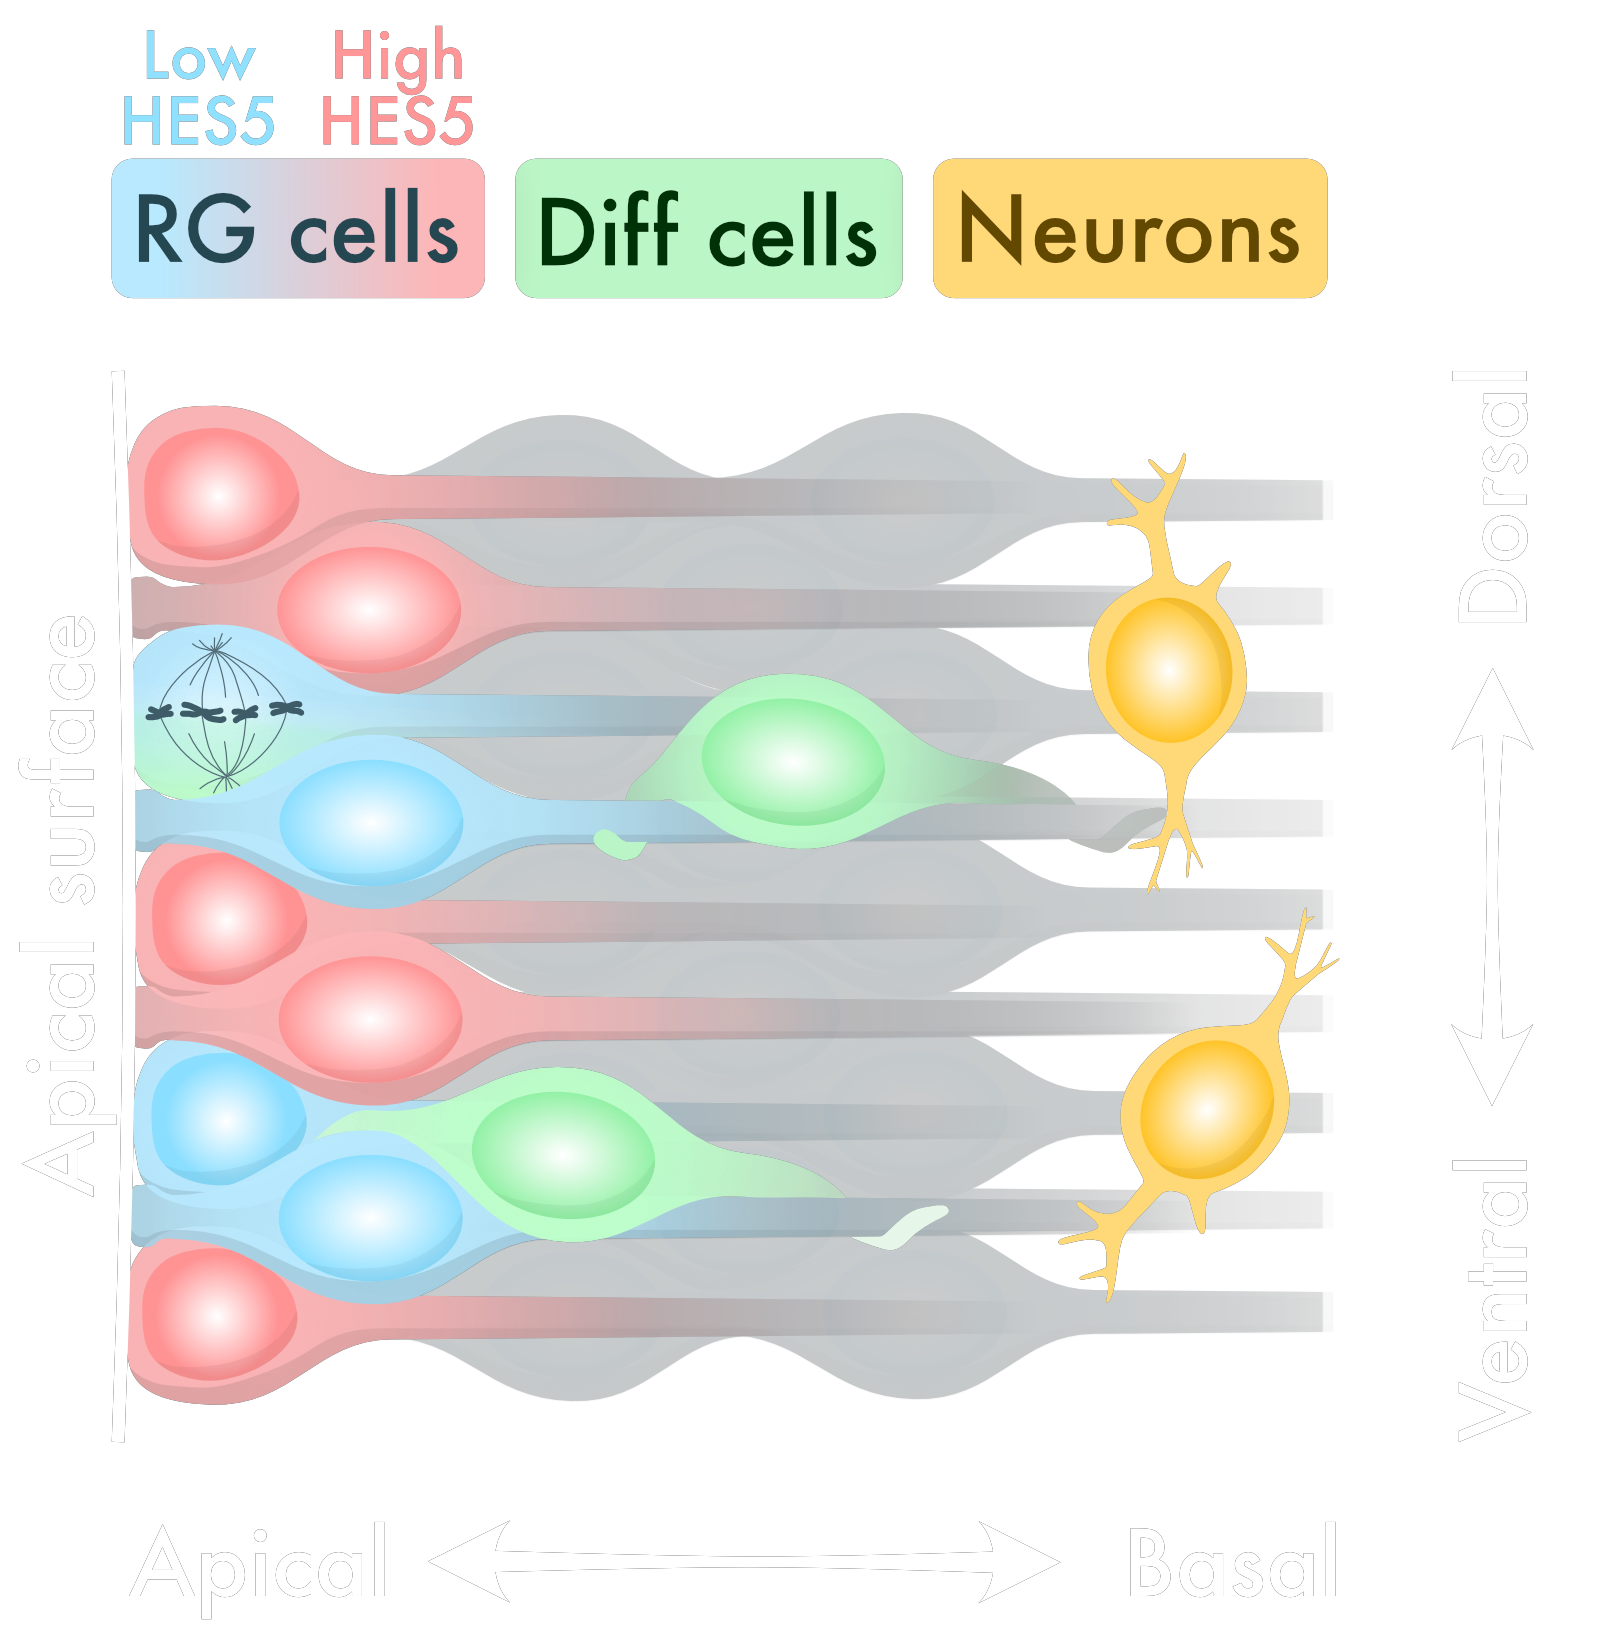 Low
HES5
High
HES5
RG cells
Diff cells
Neurons
Apical surface
Dorsal
Ventral
Apical
Basal